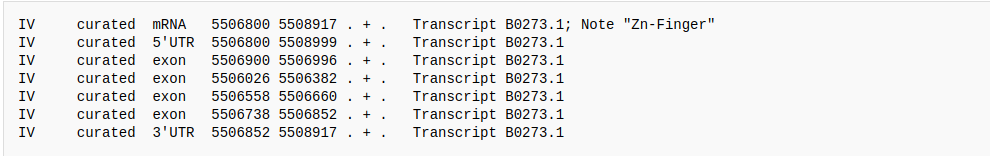 IV     curated  mRNA   5506800 5508917 . + .   Transcript B0273.1; Note "Zn-Finger"
IV     curated  5'UTR  5506800 5508999 . + .   Transcript B0273.1
IV     curated  exon   5506900 5506996 . + .   Transcript B0273.1
IV     curated  exon   5506026 5506382 . + .   Transcript B0273.1
IV     curated  exon   5506558 5506660 . + .   Transcript B0273.1
IV     curated  exon   5506738 5506852 . + .   Transcript B0273.1
IV     curated  3'UTR  5506852 5508917 . + .   Transcript B0273.1